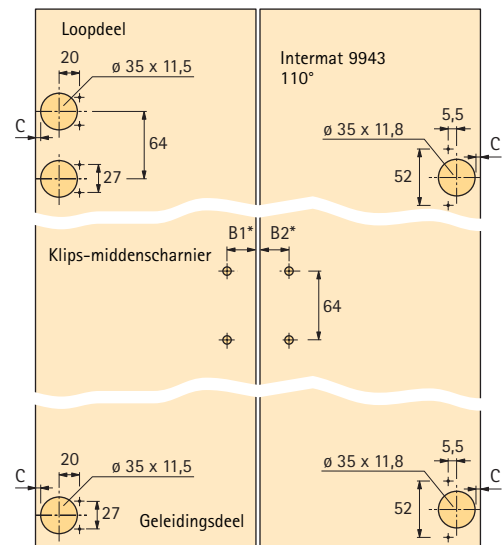 Loopdeel
20
ø 35 x 11,5
C
64
27
Intermat 9943
110°
5,5
ø 35 x 11,8
C
52
B1*
B2*
Klips-middenscharnier
64
20
ø 35 x 11,5
C
27
Geleidingsdeel
5,5
ø 35 x 11,8
C
52